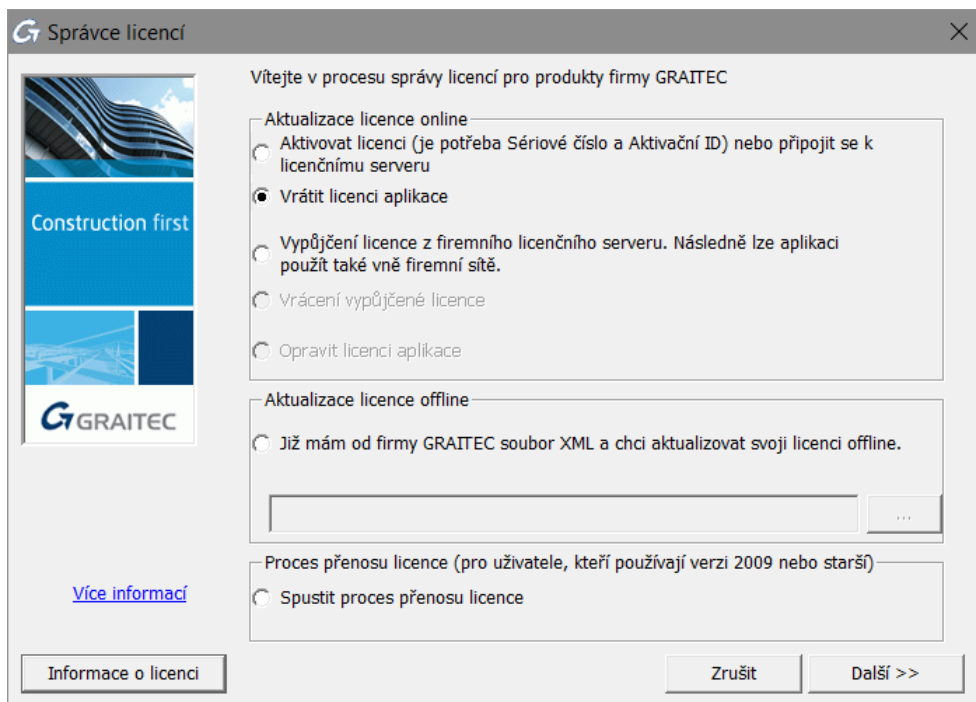 Správce licencí
Vítejte v procesu správy licencí pro produkty firmy GRAITEC
Aktualizace licence online
Aktivovat licenci (je potřeba Sériové číslo a Aktivační ID) nebo připojit se k
licenčnímu serveru
Vrátit licenci aplikace
Construction first
Vypůjčení licence z firemního licenčního serveru. Následně lze aplikaci
použít také vně firemní sítě.
Vrácení vypůjčené licence
Opravit licenci aplikace
GRAITEC
Aktualizace licence offline
Již mám od firmy GRAITEC soubor XML a chci aktualizovat svoji licenci offline.
...
Proces přenosu licence (pro uživatele, kteří používají verzi 2009 nebo starší)
Spustit proces přenosu licence
Více informací
Informace o licenci
Zrušit
Další >>